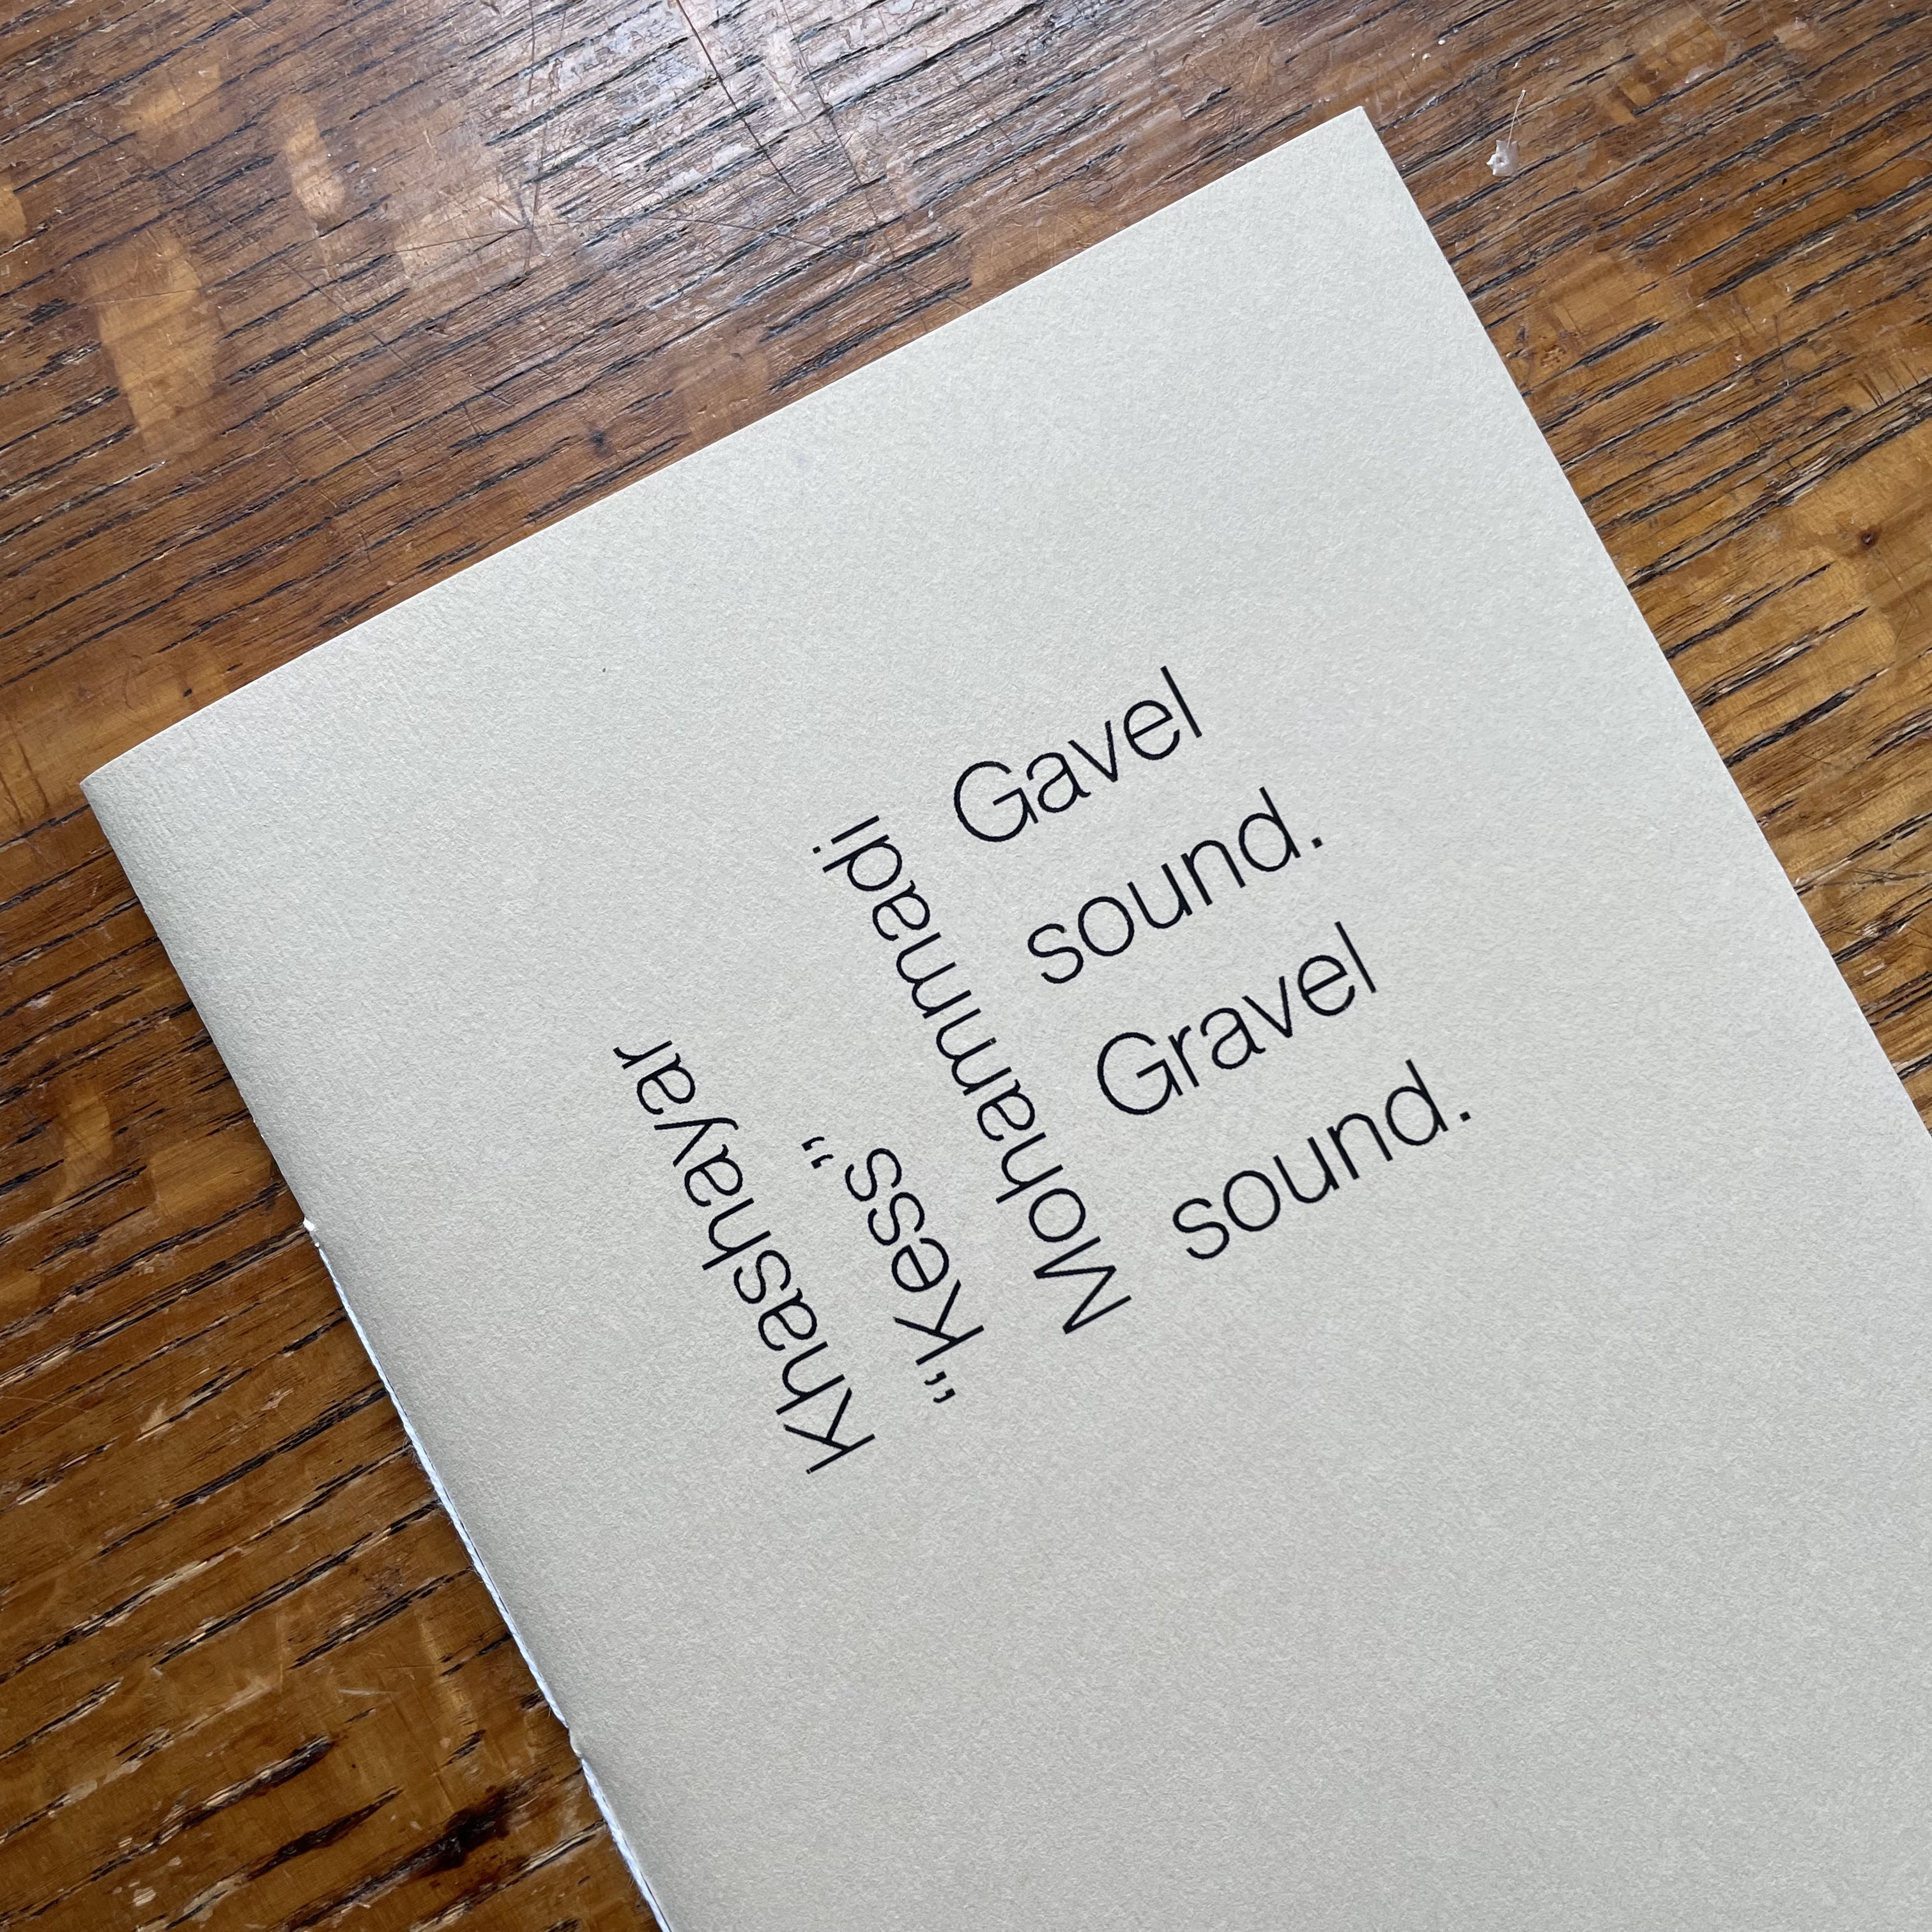 Khashayar
“Kess”
Mohammadi
Gavel
sound.
Gravel
sound.